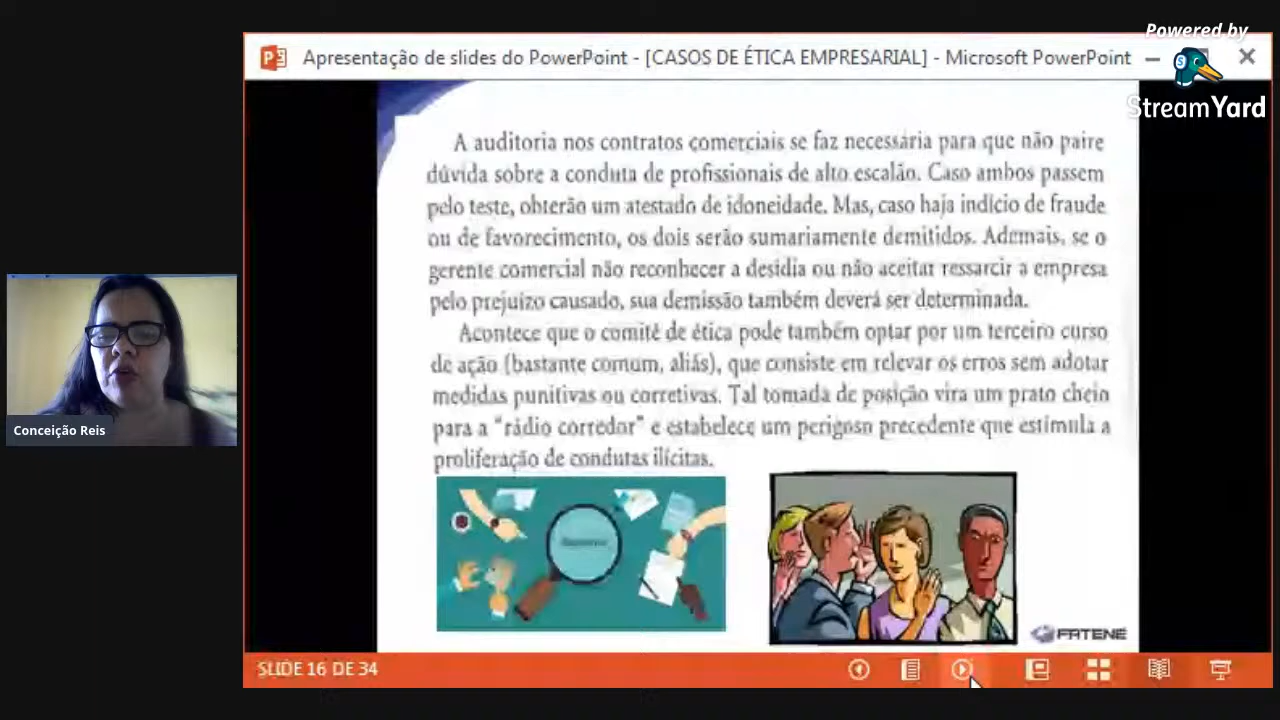 Powered by
StreamYard
Apresentação de slides do PowerPoint - [CASOS DE ÉTICA EMPRESARIAL] - Microsoft PowerPoint
A auditoria nos contratos comerciais se faz necessária para que não paire
dúvida sobre a conduta de profissionais de alto escalão. Caso ambos passem
pelo teste, obterão um atestado de idoneidade. Mas, caso haja indício de fraude
ou de favorecimento, os dois serão sumariamente demitidos. Ademais, se o
gerente comercial não reconhecer a desídia ou não aceitar ressarcir a empresa
pelo prejuízo causado, sua demissão também deverá ser determinada.
Acontece que o comitê de ética pode também optar por um terceiro curso
de ação (bastante comum, aliás), que consiste em relevar os erros sem adotar
medidas punitivas ou corretivas. Tal tomada de posição vira um prato cheio
para a "rádio corredor" e estabelece um perigoso precedente que estimula a
proliferação de condutas ilícitas.
Conceição Reis
FATENE
SLIDE 16 DE 34